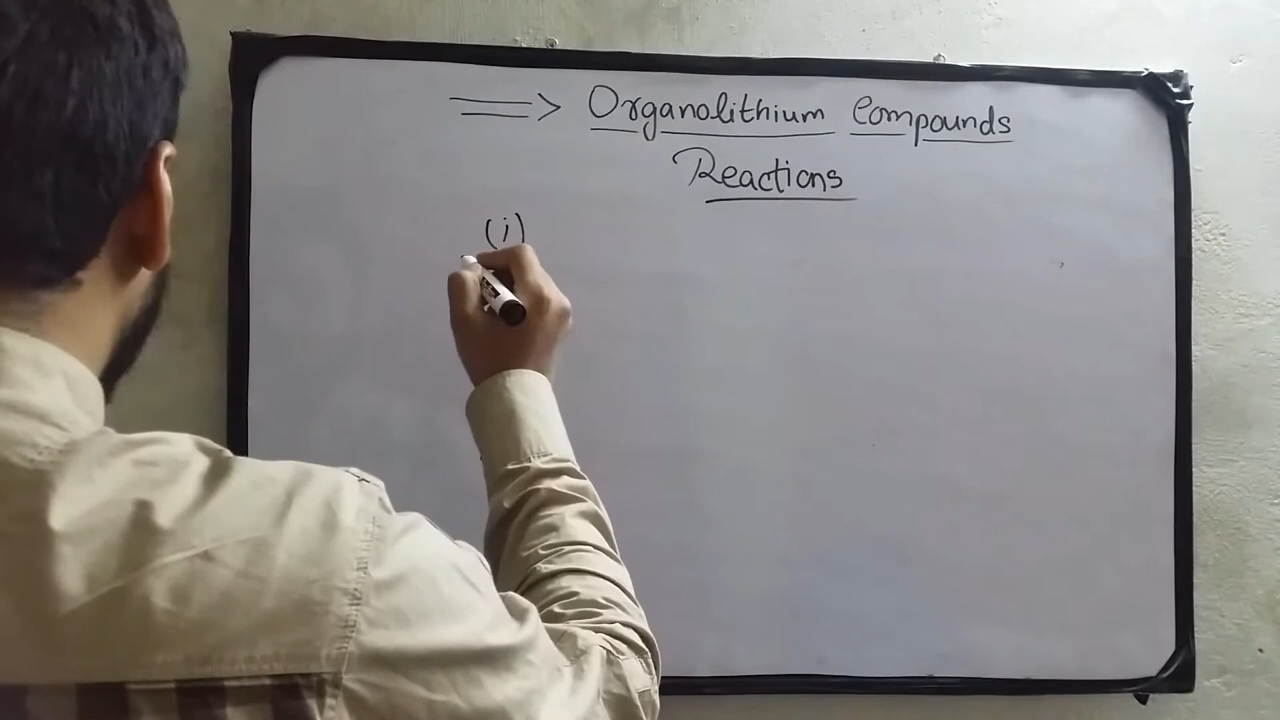 => Organolithium Compounds
Reactions
(i)